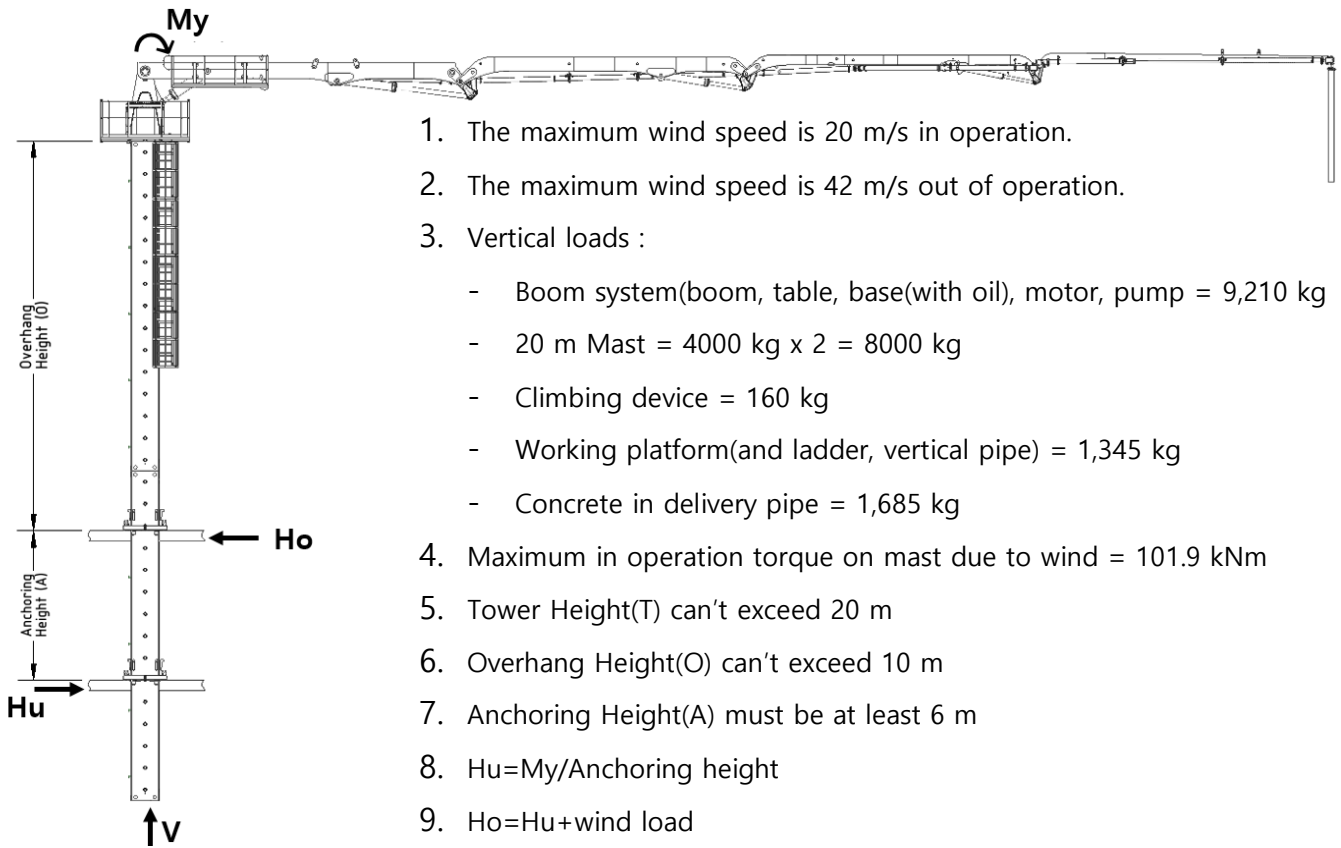 My
1. The maximum wind speed is 20 m/s in operation.
2. The maximum wind speed is 42 m/s out of operation.
3. Vertical loads :
- Boom system(boom, table, base(with oil), motor, pump = 9,210 kg
- 20 m Mast = 4000 kg x 2 = 8000 kg
- Climbing device = 160 kg
- Working platform(and ladder, vertical pipe) = 1,345 kg
- Concrete in delivery pipe = 1,685 kg
4. Maximum in operation torque on mast due to wind = 101.9 kNm
5. Tower Height(T) can't exceed 20 m
6. Overhang Height(O) can't exceed 10 m
7. Anchoring Height(A) must be at least 6 m
8. Hu=My/Anchoring height
9. Ho=Hu+wind load
Overhang
Height (O)
Ho
Anchoring
Height (A)
Hu
V